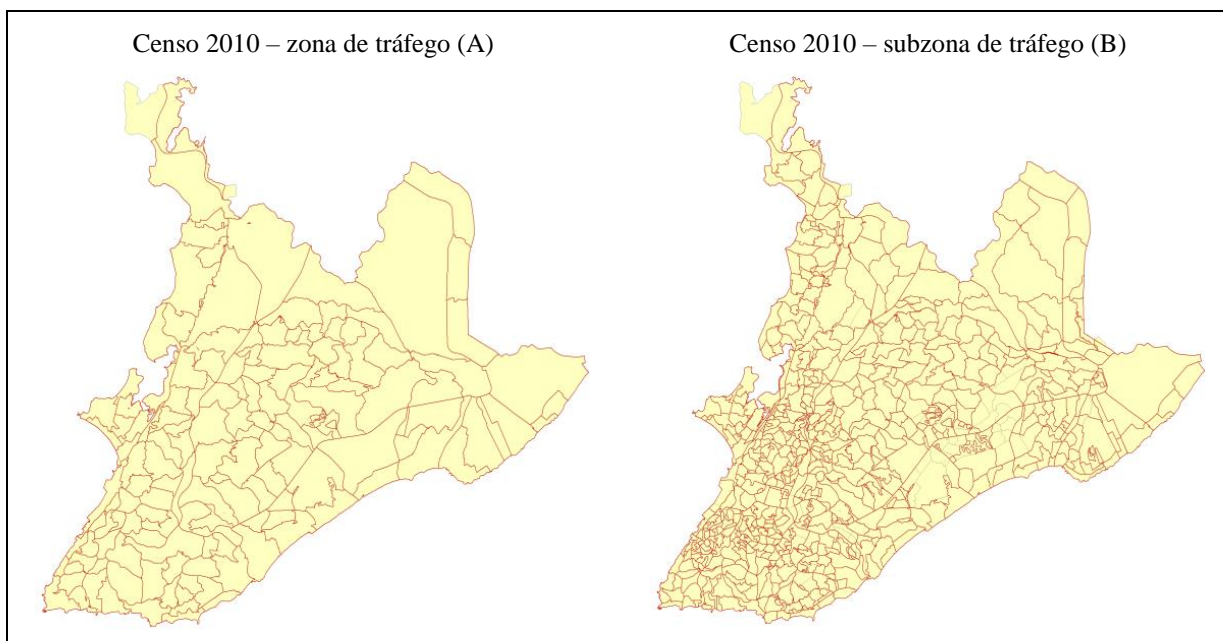 Censo 2010 – zona de tráfego (A)
Censo 2010 – subzona de tráfego (B)